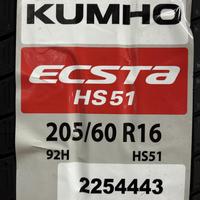 KUMHO
ECSTA
HS51
205/60 R16
92H HS51
2254443